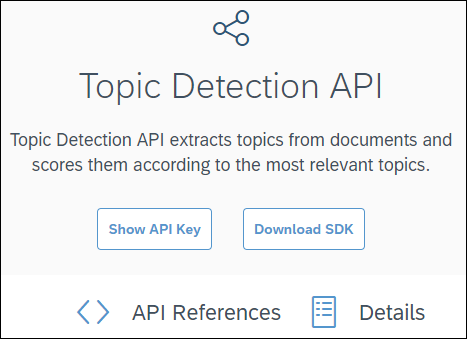 Topic Detection API
Topic Detection API extracts topics from documents and
scores them according to the most relevant topics.
Show API Key
Download SDK
API References
Details